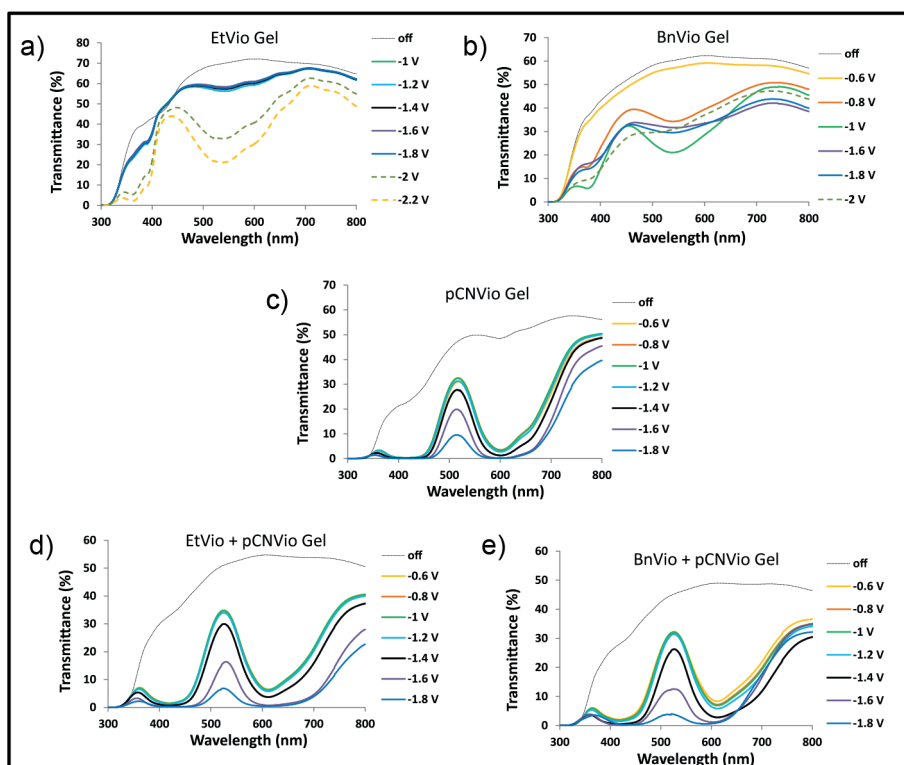 a)
EtVio Gel
Transmittance (%)
80
70
60
50
40
30
20
10
0
300 400 500 600 700 800
Wavelength (nm)
off
-1 V
-1.2 V
-1.4 V
-1.6 V
-1.8 V
-2 V
-2.2 V
b)
BnVio Gel
Transmittance (%)
70
60
50
40
30
20
10
0
300 400 500 600 700 800
Wavelength (nm)
off
-0.6 V
-0.8 V
-1 V
-1.6 V
-1.8 V
-2 V
c)
pCNVio Gel
Transmittance (%)
70
60
50
40
30
20
10
0
300 400 500 600 700 800
Wavelength (nm)
off
-0.6 V
-0.8 V
-1 V
-1.2 V
-1.4 V
-1.6 V
-1.8 V
d)
EtVio + pCNVio Gel
Transmittance (%)
60
50
40
30
20
10
0
300 400 500 600 700 800
Wavelength (nm)
off
-0.6 V
-0.8 V
-1 V
-1.2 V
-1.4 V
-1.6 V
-1.8 V
e)
BnVio + pCNVio Gel
Transmittance (%)
60
50
40
30
20
10
0
300 400 500 600 700 800
Wavelength (nm)
off
-0.6 V
-0.8 V
-1 V
-1.2 V
-1.4 V
-1.6 V
-1.8 V